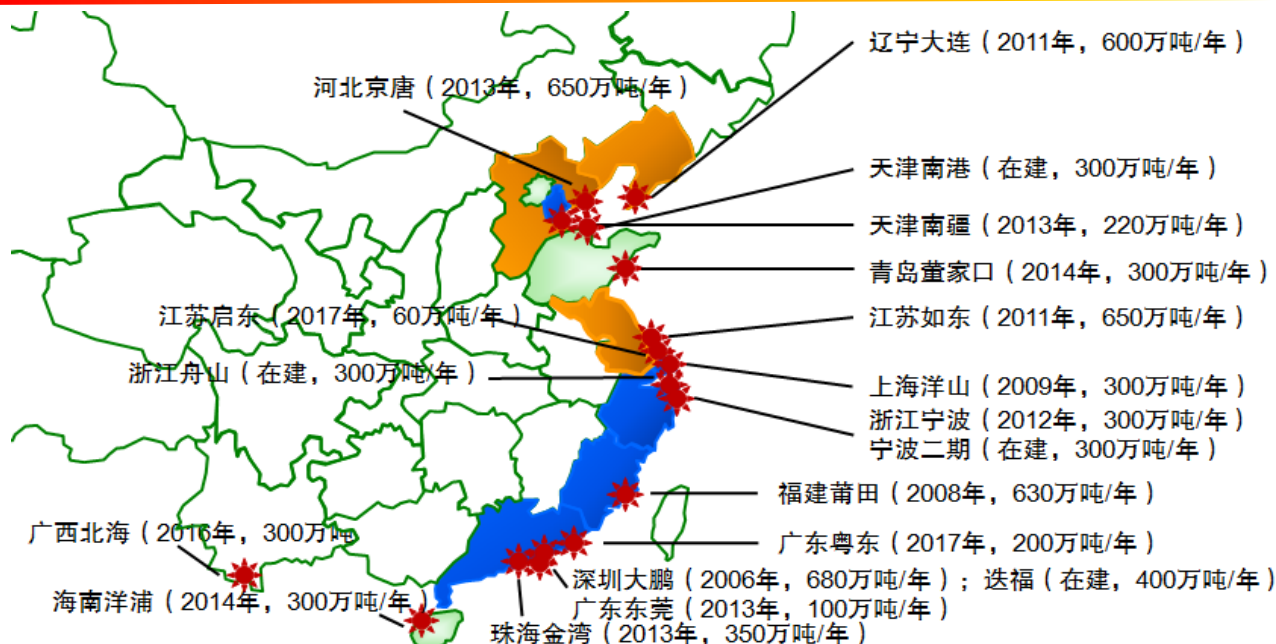 辽宁大连（2011年，600万吨/年）
河北京唐（2013年，650万吨/年）
天津南港（在建，300万吨/年）
天津南疆（2013年，220万吨/年）
青岛董家口（2014年，300万吨/年）
江苏启东（2017年，60万吨/年）
江苏如东（2011年，650万吨/年）
浙江舟山（在建，300万吨/年）
上海洋山（2009年，300万吨/年）
浙江宁波（2012年，300万吨/年）
宁波二期（在建，300万吨/年）
福建莆田（2008年，630万吨/年）
广西北海（2016年，300万吨
广东粤东（2017年，200万吨/年）
深圳大鹏（2006年，680万吨/年）；迭福（在建，400万吨/年）
海南洋浦（2014年，300万吨/年）
广东东莞（2013年，100万吨/年）
珠海金湾（2013年，350万吨/年）